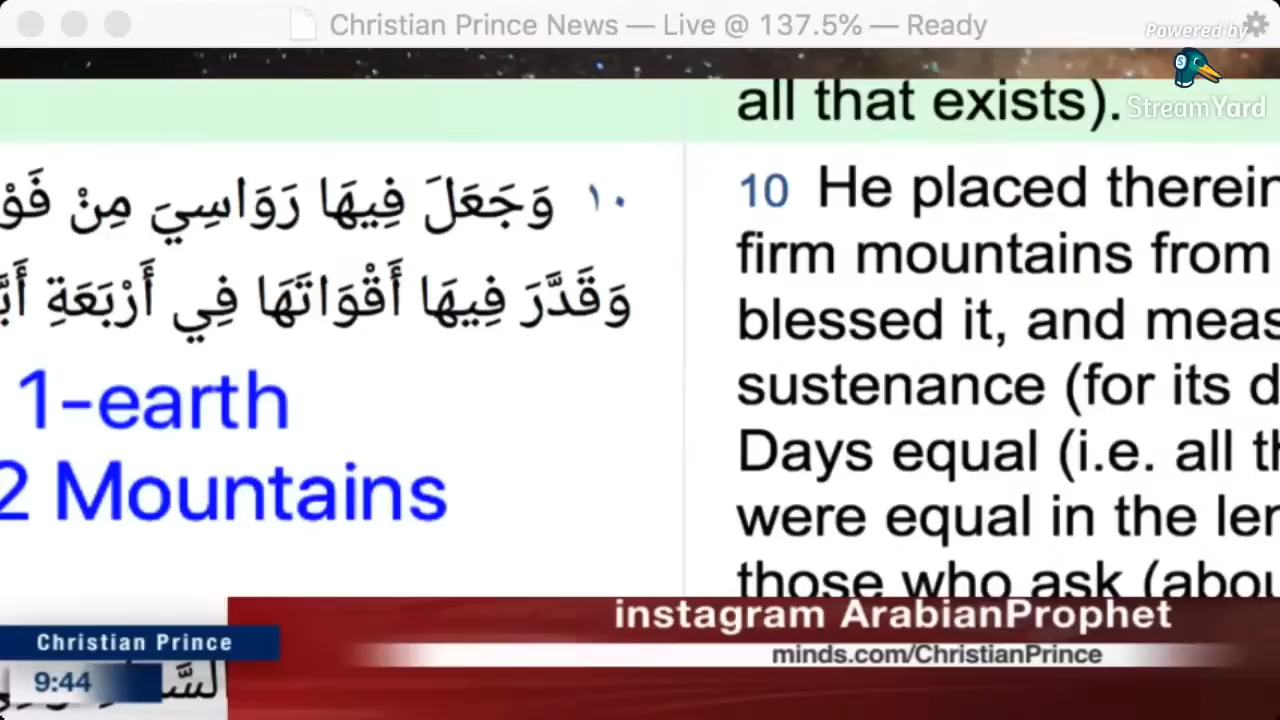 Christian Prince News — Live @ 137.5% — Ready
Powered by
StreamYard
all that exists).
١٠ وَجَعَلَ فِيهَا رَوَاسِيَ مِنْ
وَقَدَّرَ فِيهَا أَقْوَاتَهَا فِي أَرْبَعَةِ
1-earth
2 Mountains
10 He placed therein
firm mountains from
blessed it, and meas
sustenance (for its d
Days equal (i.e. all th
were equal in the len
those who ask (abou
instagram ArabianProphet
minds.com/ChristianPrince
Christian Prince
9:44